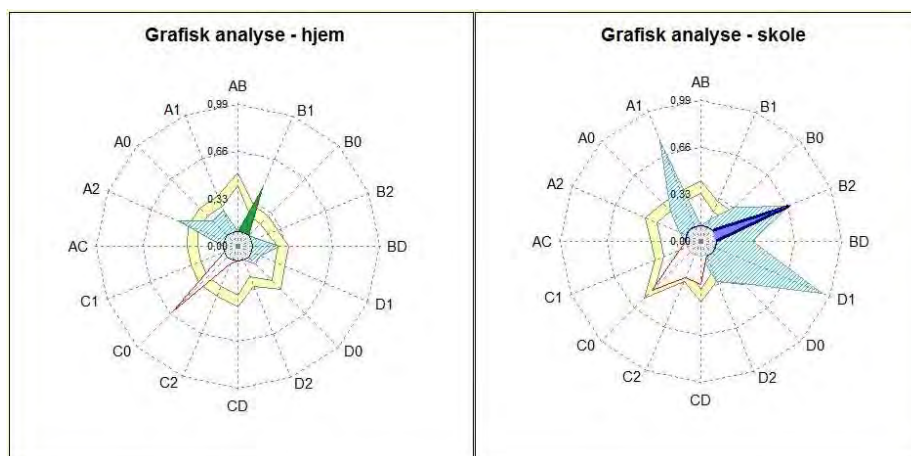 Grafisk analyse - hjem
AB
0,99
A1
B1
A0
B0
0,66
A2
0,33
B2
AC
0,00
BD
C1
D1
C0
D0
C2
D2
CD
Grafisk analyse - skole
AB
0,99
A1
B1
A0
B0
0,66
A2
0,33
B2
AC
0,00
BD
C1
D1
C0
D0
C2
D2
CD